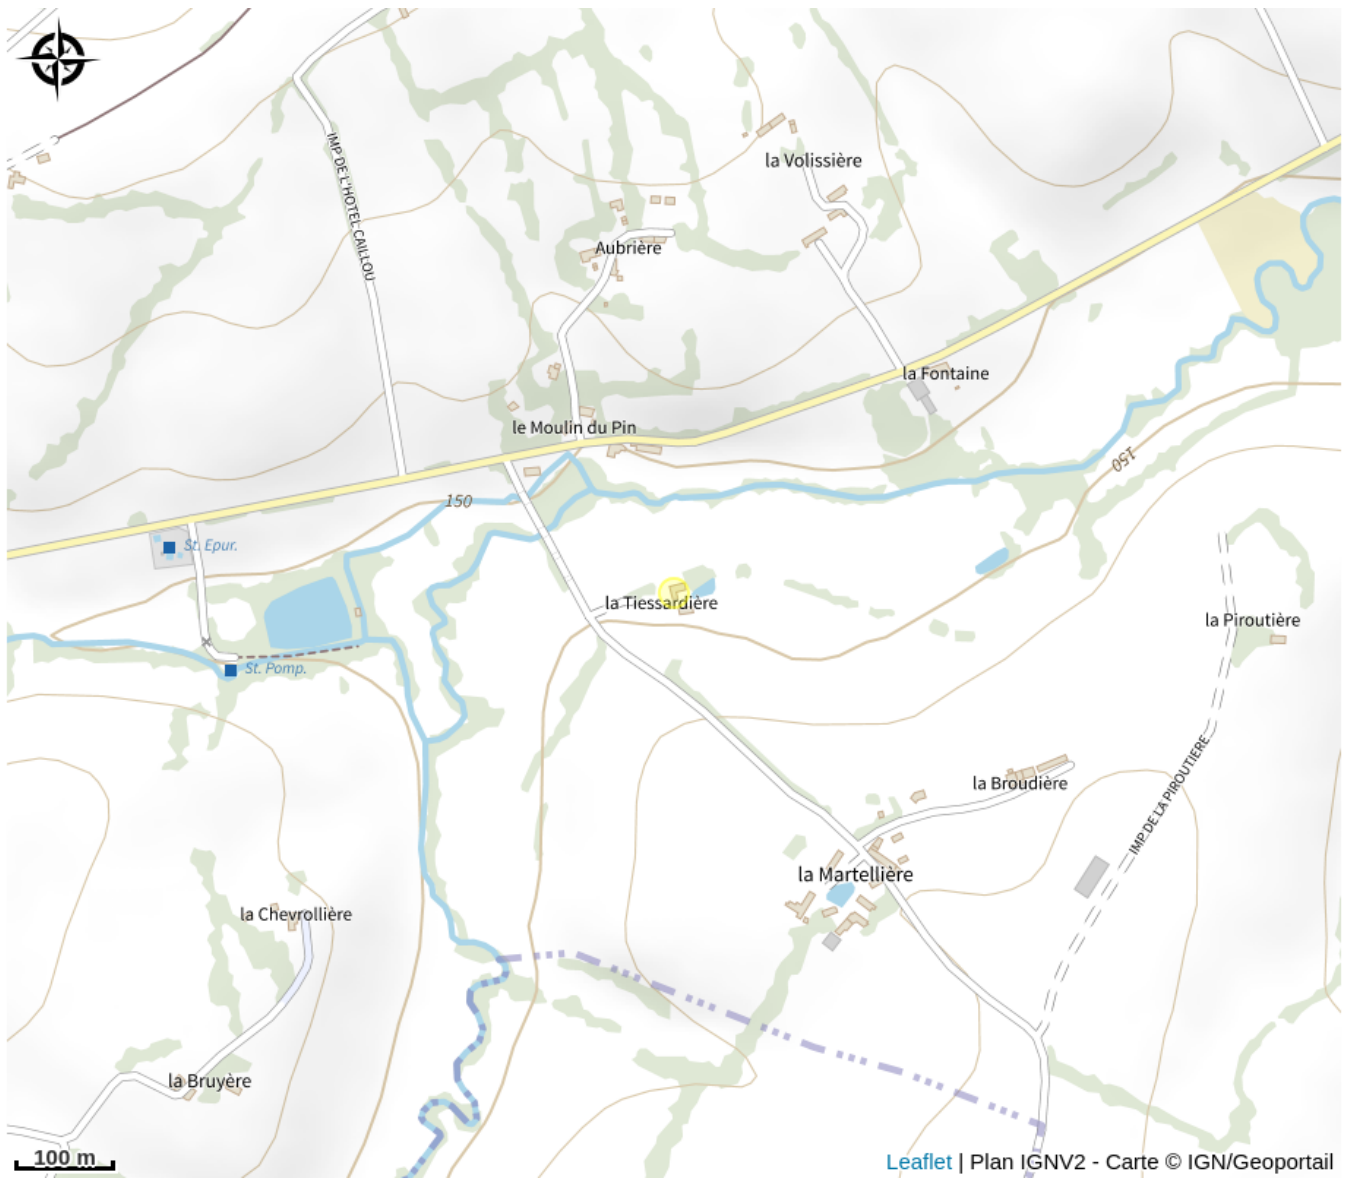 la Volissière
IMP DE L'HOTEL CAILLOU
Aubrière
la Fontaine
le Moulin du Pin
150
150
St. Epur.
la Tiessardière
la Piroutière
St. Pomp.
la Broudière
IMP DE LA PIROUTIERE
la Martellière
la Chevrollière
la Bruyère
100 m
Leaflet | Plan IGNV2 - Carte © IGN/Geoportail